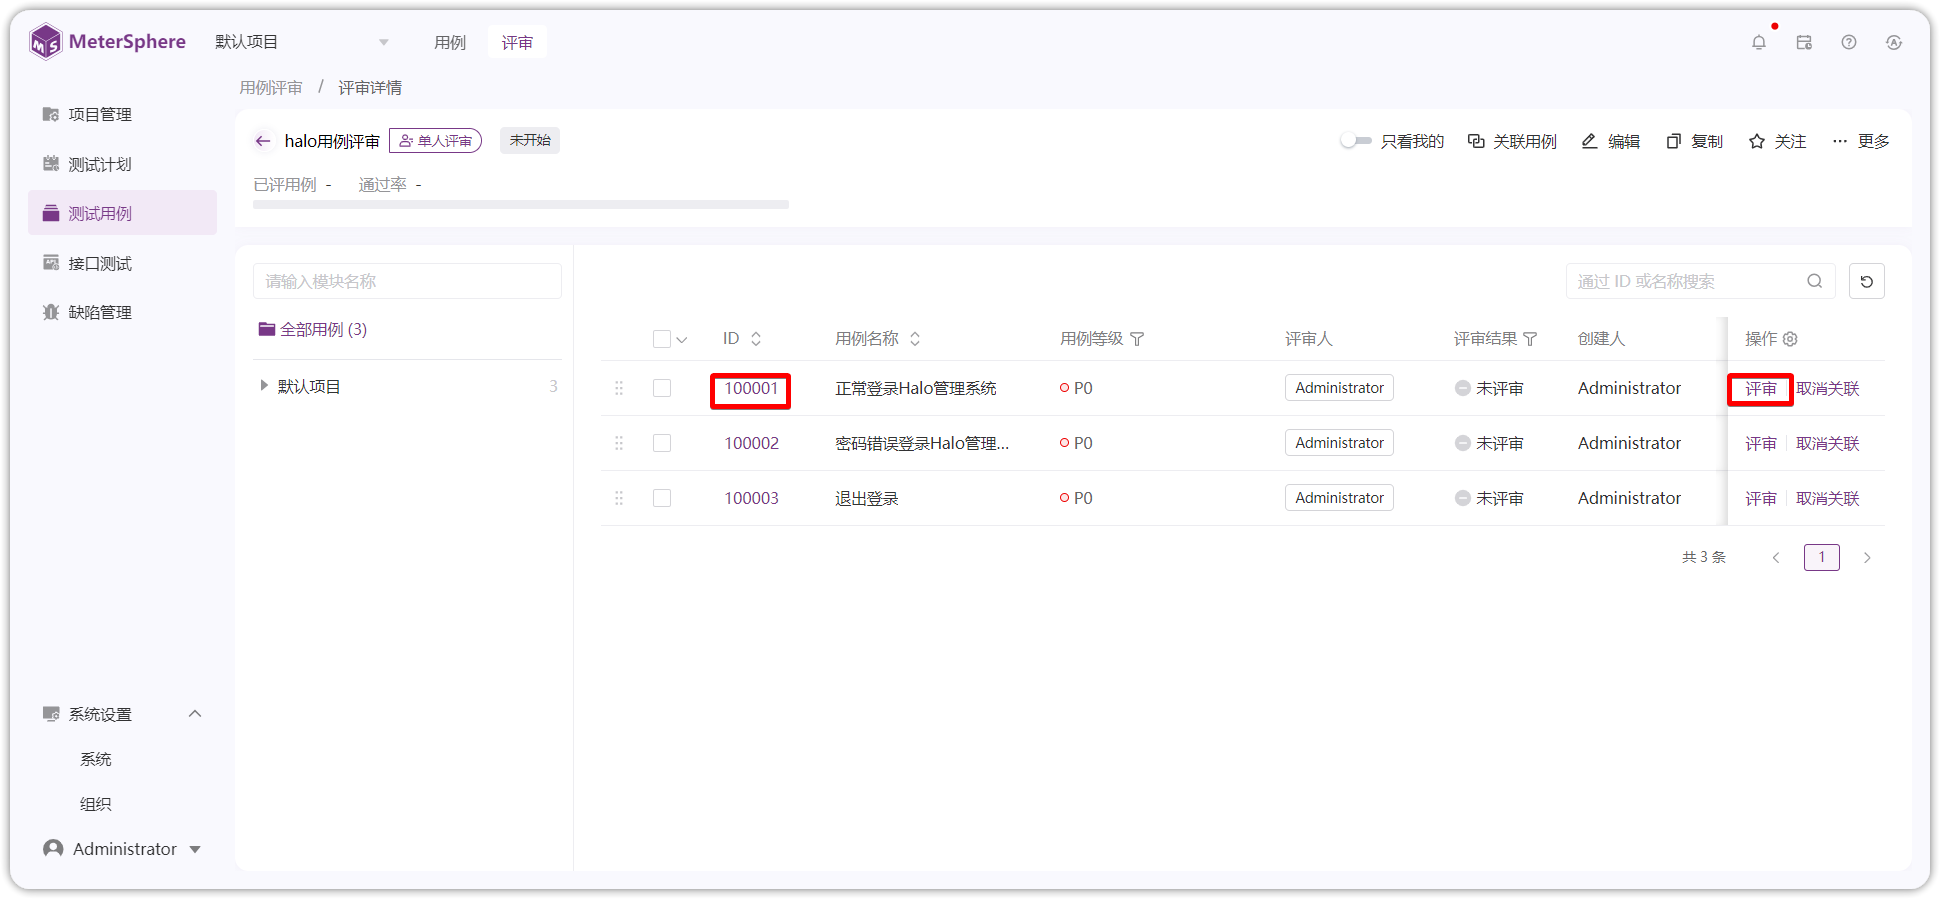 MeterSphere 默认项目 用例 评审
用例评审 / 评审详情
项目管理
测试计划
测试用例
接口测试
缺陷管理
系统设置
系统
组织
Administrator
halo用例评审 单人评审 未开始
只看我的 关联用例 编辑 复制 关注 ··· 更多
已评用例 - 通过率 -
请输入模块名称
全部用例 (3)
默认项目 3
通过 ID 或名称搜索
ID 用例名称 用例等级 评审人 评审结果 创建人 操作
100001 正常登录Halo管理系统 P0 Administrator 未评审 Administrator 评审 取消关联
100002 密码错误登录Halo管理... P0 Administrator 未评审 Administrator 评审 取消关联
100003 退出登录 P0 Administrator 未评审 Administrator 评审 取消关联
共 3 条 1